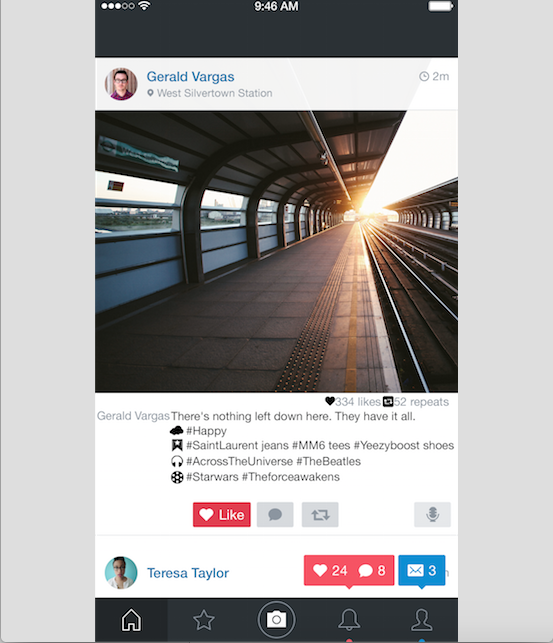 9:46 AM
Gerald Vargas
2m
West Silvertown Station
334 likes 52 repeats
Gerald Vargas There's nothing left down here. They have it all.
#Happy
#SaintLaurent jeans #MM6 tees #Yeezyboost shoes
#AcrossTheUniverse #TheBeatles
#Starwars #Theforceawakens
Like
Teresa Taylor
24 8 3